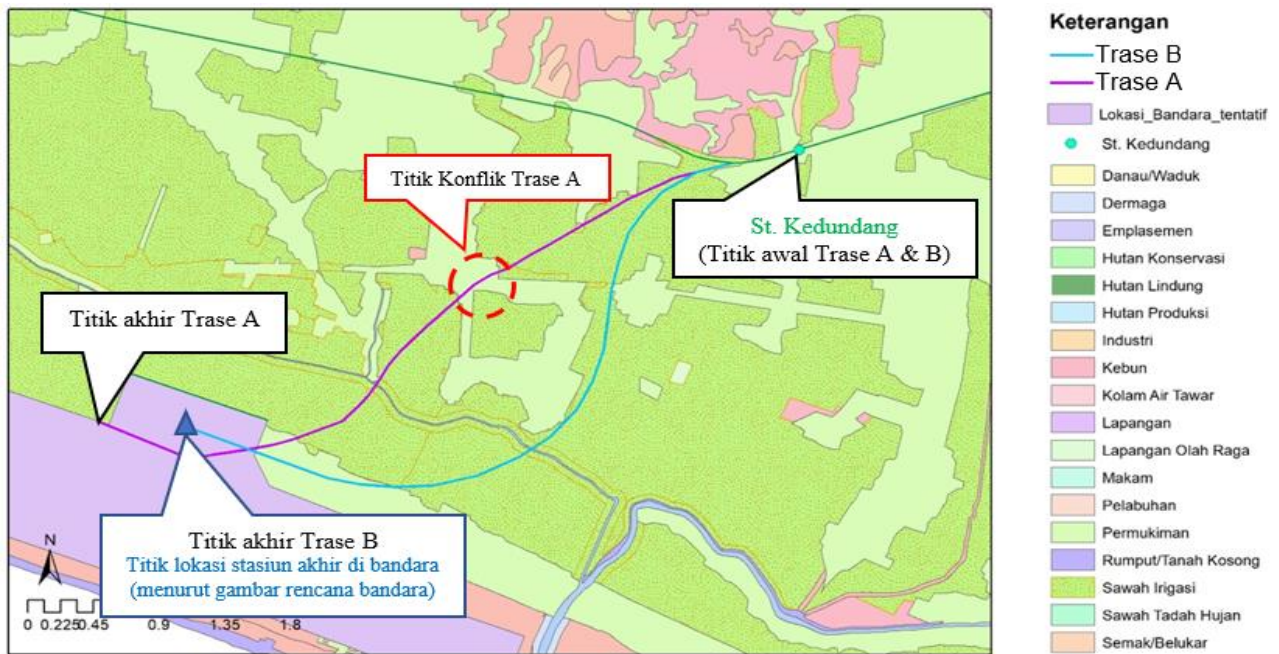 Titik Konflik Trase A
St. Kedundang
(Titik awal Trase A & B)
Titik akhir Trase A
Titik akhir Trase B
Titik lokasi stasiun akhir di bandara
(menurut gambar rencana bandara)
N
0 0.225 0.45 0.9 1.35 1.8
Keterangan
Trase B
Trase A
Lokasi_Bandara_tentatif
St. Kedundang
Danau/Waduk
Dermaga
Emplasemen
Hutan Konservasi
Hutan Lindung
Hutan Produksi
Industri
Kebun
Kolam Air Tawar
Lapangan
Lapangan Olah Raga
Makam
Pelabuhan
Permukiman
Rumput/Tanah Kosong
Sawah Irigasi
Sawah Tadah Hujan
Semak/Belukar